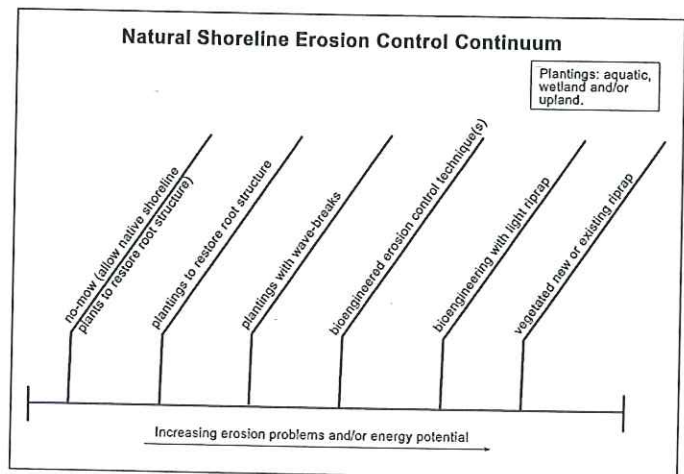 Natural Shoreline Erosion Control Continuum
Plantings: aquatic,
wetland and/or
upland.
no-mow (allow native shoreline
plants to restore root structure)
plantings to restore root structure
plantings with wave-breaks
bioengineered erosion control technique(s)
bioengineering with light riprap
vegetated new or existing riprap
Increasing erosion problems and/or energy potential